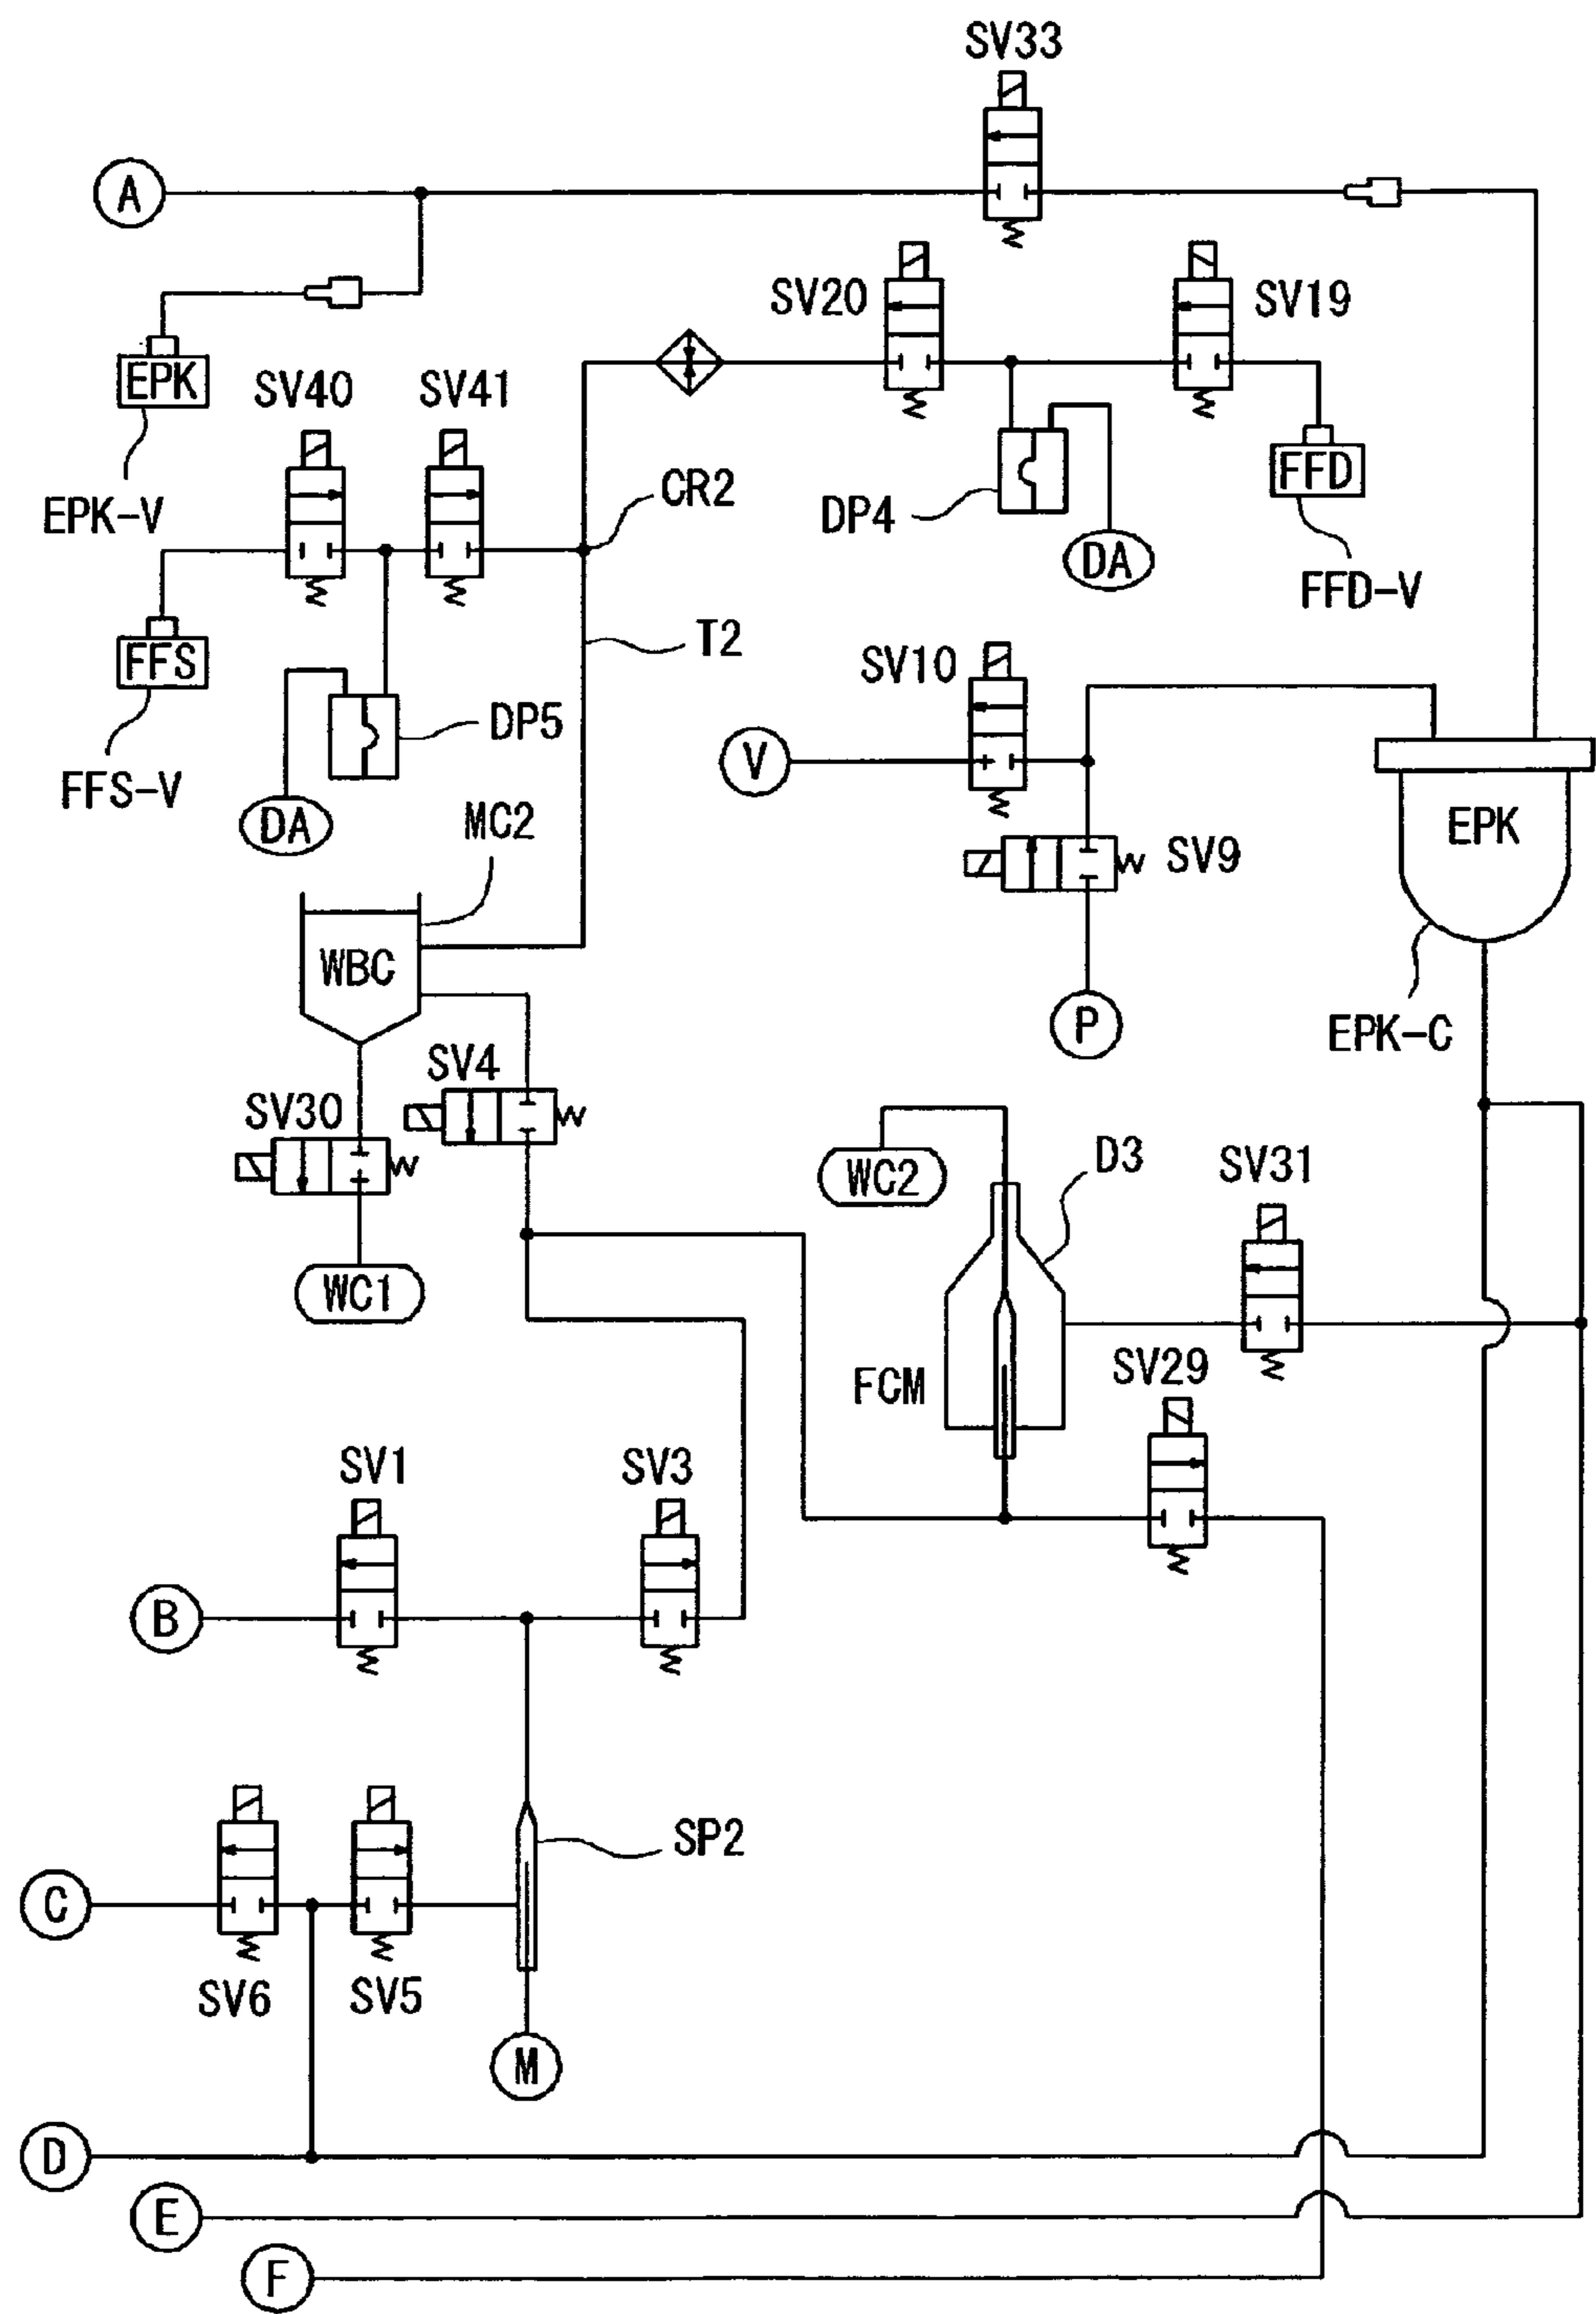 SV33
A
SV20
SV19
EPK
SV40
SV41
FFD
EPK-V
CR2
DP4
DA
FFD-V
FFS
T2
SV10
DP5
V
FFS-V
DA
MC2
EPK
SV9
WBC
P
EPK-C
SV4
SV30
D3
SV31
WC2
WC1
SV29
FCM
SV1
SV3
B
SP2
C
SV6
SV5
M
D
E
F